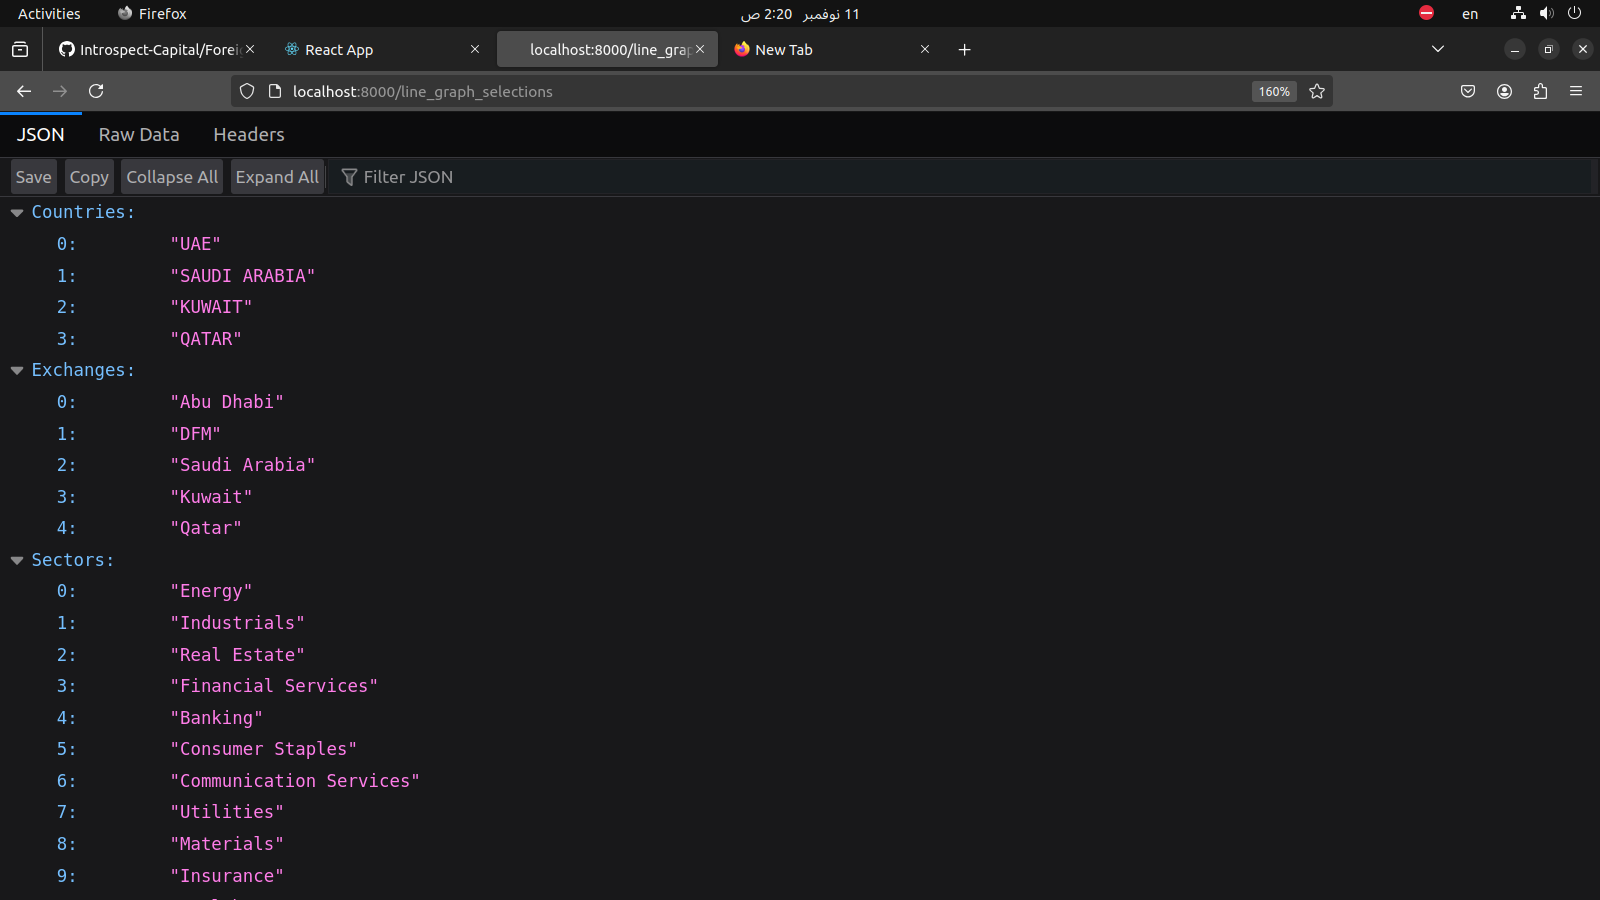 Activities Firefox 11 نوفمبر 2:20 ص en
Introspect-Capital/Forei React App localhost:8000/line_grap New Tab
localhost:8000/line_graph_selections 160%
JSON Raw Data Headers
Save Copy Collapse All Expand All Filter JSON
Countries:
0: "UAE"
1: "SAUDI ARABIA"
2: "KUWAIT"
3: "QATAR"
Exchanges:
0: "Abu Dhabi"
1: "DFM"
2: "Saudi Arabia"
3: "Kuwait"
4: "Qatar"
Sectors:
0: "Energy"
1: "Industrials"
2: "Real Estate"
3: "Financial Services"
4: "Banking"
5: "Consumer Staples"
6: "Communication Services"
7: "Utilities"
8: "Materials"
9: "Insurance"